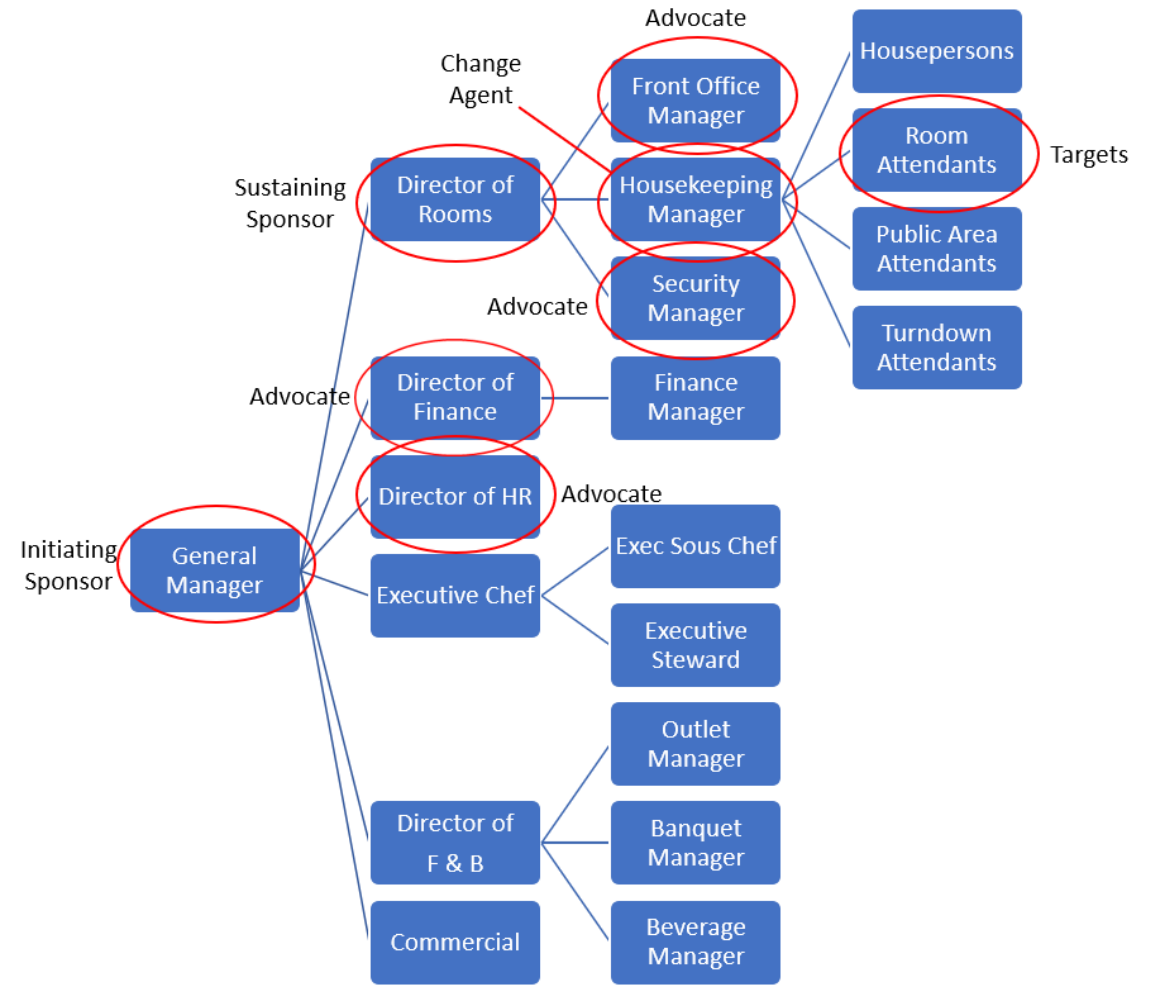 Advocate
Change
Agent
Front Office
Manager
Housepersons
Room
Attendants
Targets
Sustaining
Sponsor
Director of
Rooms
Housekeeping
Manager
Public Area
Attendants
Advocate
Security
Manager
Turndown
Attendants
Advocate
Director of
Finance
Finance
Manager
Director of HR
Advocate
Initiating
Sponsor
General
Manager
Executive Chef
Exec Sous Chef
Executive
Steward
Director of
F & B
Outlet
Manager
Banquet
Manager
Commercial
Beverage
Manager